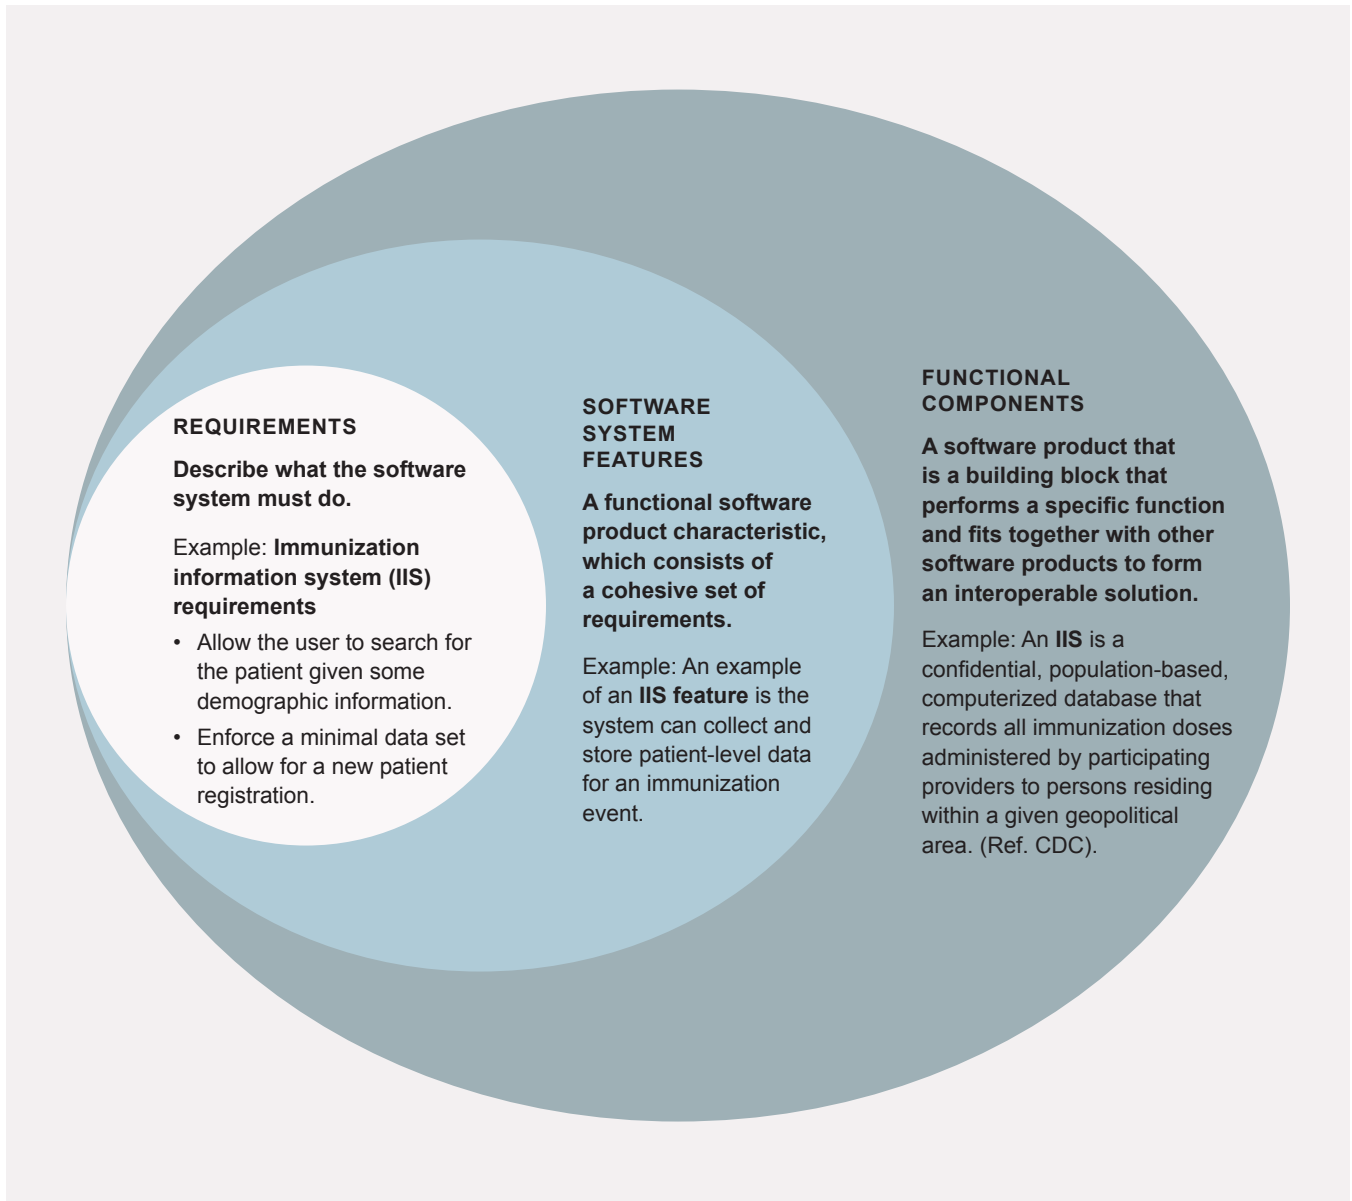 REQUIREMENTS
Describe what the software
system must do.
Example: Immunization
information system (IIS)
requirements
• Allow the user to search for
the patient given some
demographic information.
• Enforce a minimal data set
to allow for a new patient
registration.
SOFTWARE
SYSTEM
FEATURES
A functional software
product characteristic,
which consists of
a cohesive set of
requirements.
Example: An example
of an IIS feature is the
system can collect and
store patient-level data
for an immunization
event.
FUNCTIONAL
COMPONENTS
A software product that
is a building block that
performs a specific function
and fits together with other
software products to form
an interoperable solution.
Example: An IIS is a
confidential, population-based,
computerized database that
records all immunization doses
administered by participating
providers to persons residing
within a given geopolitical
area. (Ref. CDC).